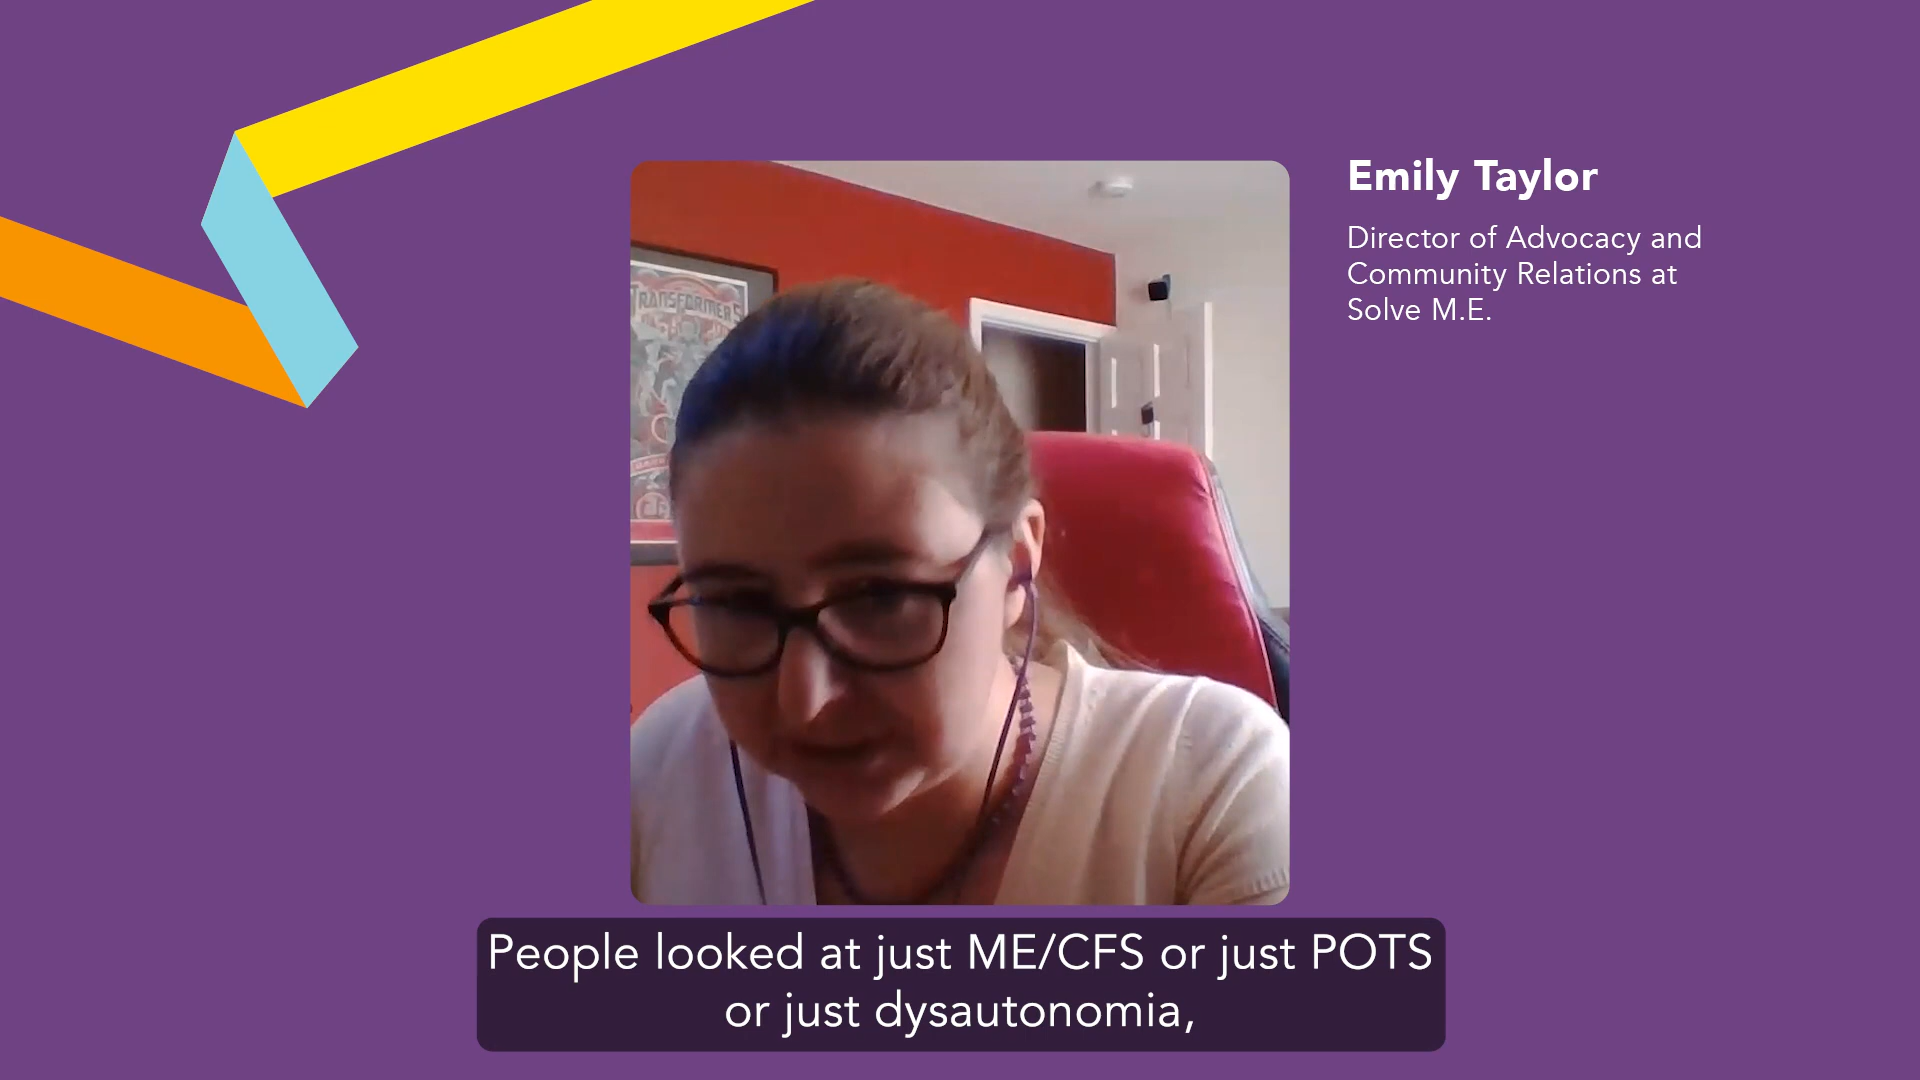 Emily Taylor
Director of Advocacy and
Community Relations at
Solve M.E.
TRANSFORMERS
People looked at just ME/CFS or just POTS
or just dysautonomia,